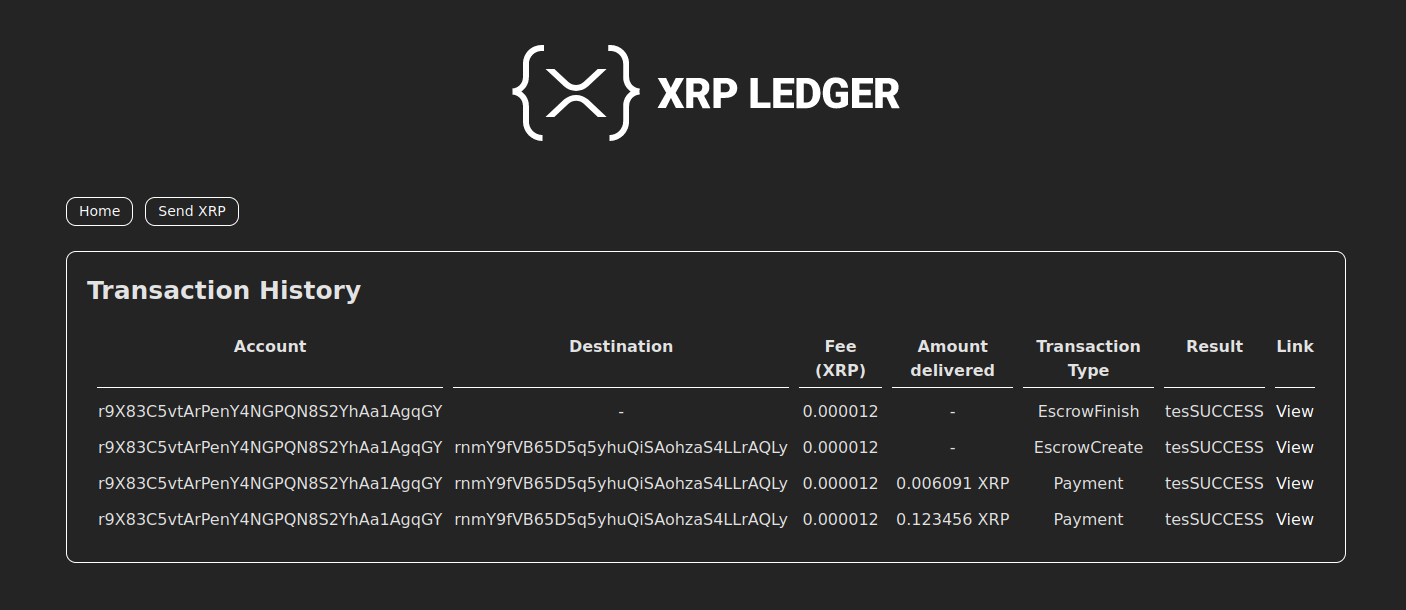 XRP LEDGER
Home Send XRP
Transaction History
Account Destination Fee (XRP) Amount delivered Transaction Type Result Link
r9X83C5vtArPenY4NGPQN8S2YhAa1AgqGY - 0.000012 - EscrowFinish tesSUCCESS View
r9X83C5vtArPenY4NGPQN8S2YhAa1AgqGY rnmY9fVB65D5q5yhuQiSAohzaS4LLrAQLy 0.000012 - EscrowCreate tesSUCCESS View
r9X83C5vtArPenY4NGPQN8S2YhAa1AgqGY rnmY9fVB65D5q5yhuQiSAohzaS4LLrAQLy 0.000012 0.006091 XRP Payment tesSUCCESS View
r9X83C5vtArPenY4NGPQN8S2YhAa1AgqGY rnmY9fVB65D5q5yhuQiSAohzaS4LLrAQLy 0.000012 0.123456 XRP Payment tesSUCCESS View